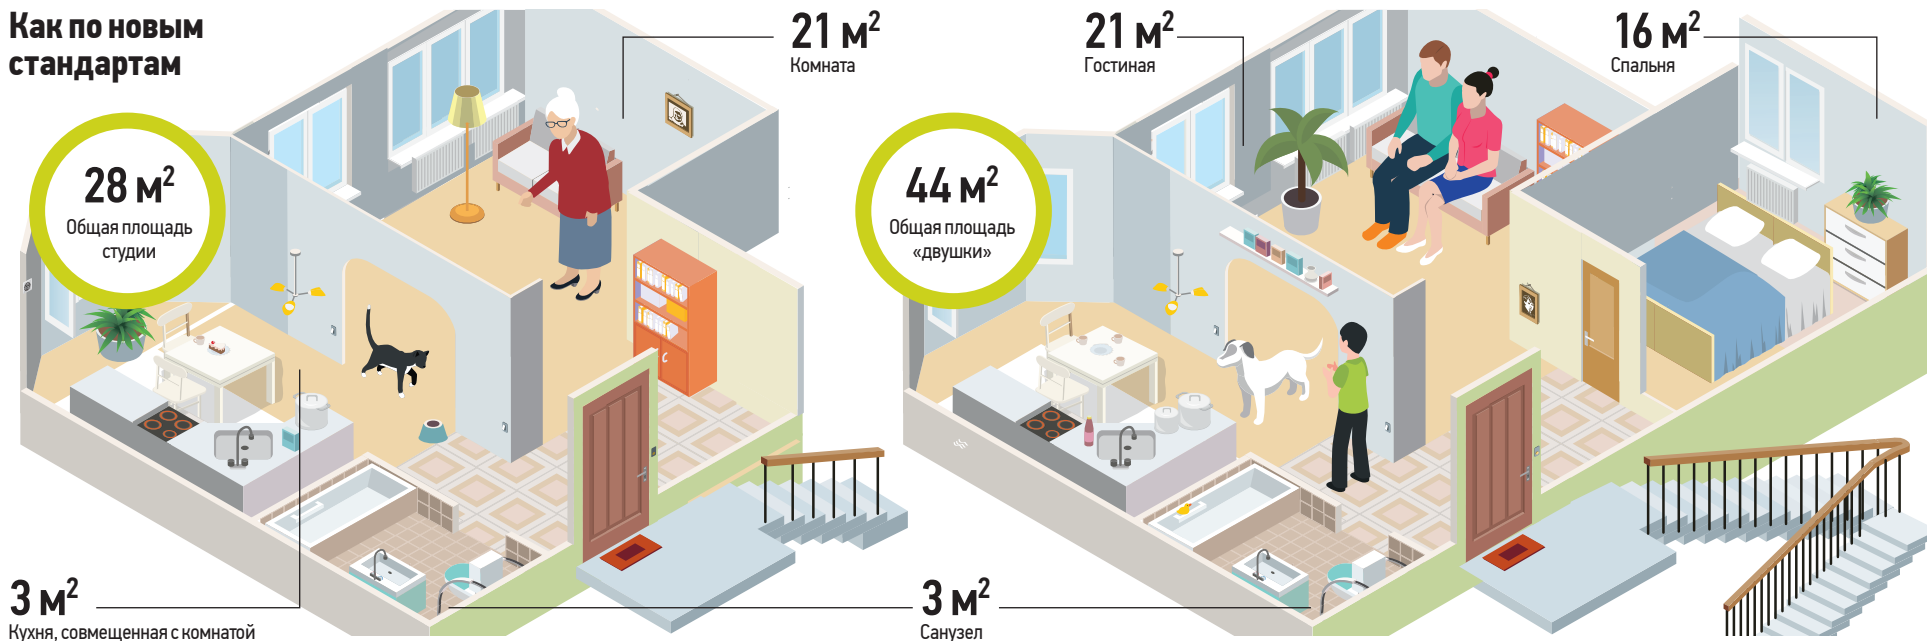 Как по новым
стандартам
28 м²
Общая площадь
студии
21 м²
Комната
3 м²
Кухня, совмещенная с комнатой
3 м²
Санузел
44 м²
Общая площадь
«двушки»
21 м²
Гостиная
16 м²
Спальня